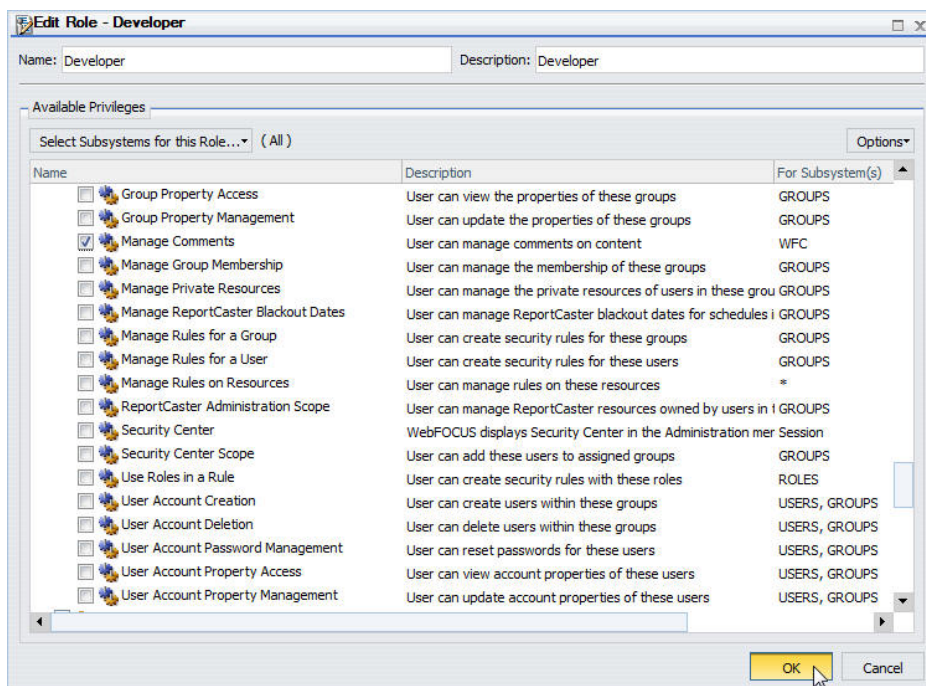 Edit Role - Developer
Name: Developer Description: Developer
Available Privileges
Select Subsystems for this Role... (All) Options
Name Description For Subsystem(s)
Group Property Access User can view the properties of these groups GROUPS
Group Property Management User can update the properties of these groups GROUPS
Manage Comments User can manage comments on content WFC
Manage Group Membership User can manage the membership of these groups GROUPS
Manage Private Resources User can manage the private resources of users in these grou GROUPS
Manage ReportCaster Blackout Dates User can manage ReportCaster blackout dates for schedules i GROUPS
Manage Rules for a Group User can create security rules for these groups GROUPS
Manage Rules for a User User can create security rules for these users GROUPS
Manage Rules on Resources User can manage rules on these resources *
ReportCaster Administration Scope User can manage ReportCaster resources owned by users in t GROUPS
Security Center WebFOCUS displays Security Center in the Administration mer Session
Security Center Scope User can add these users to assigned groups GROUPS
Use Roles in a Rule User can create security rules with these roles ROLES
User Account Creation User can create users within these groups USERS, GROUPS
User Account Deletion User can delete users within these groups USERS, GROUPS
User Account Password Management User can reset passwords for these users USERS, GROUPS
User Account Property Access User can view account properties of these users USERS, GROUPS
User Account Property Management User can update account properties of these users USERS, GROUPS
OK Cancel